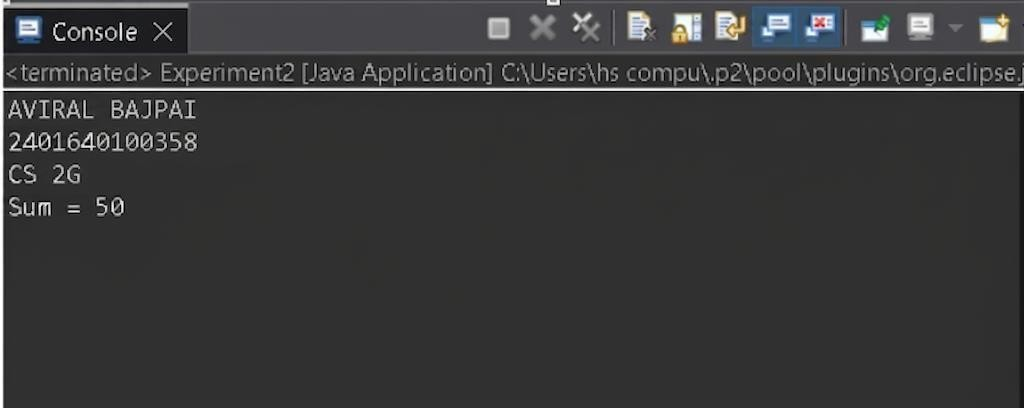 Console
<terminated> Experiment2 [Java Application] C:\Users\hs compu\.p2\pool\plugins\org.eclipse.j
AVIRAL BAJPAI
2401640100358
CS 2G
Sum = 50